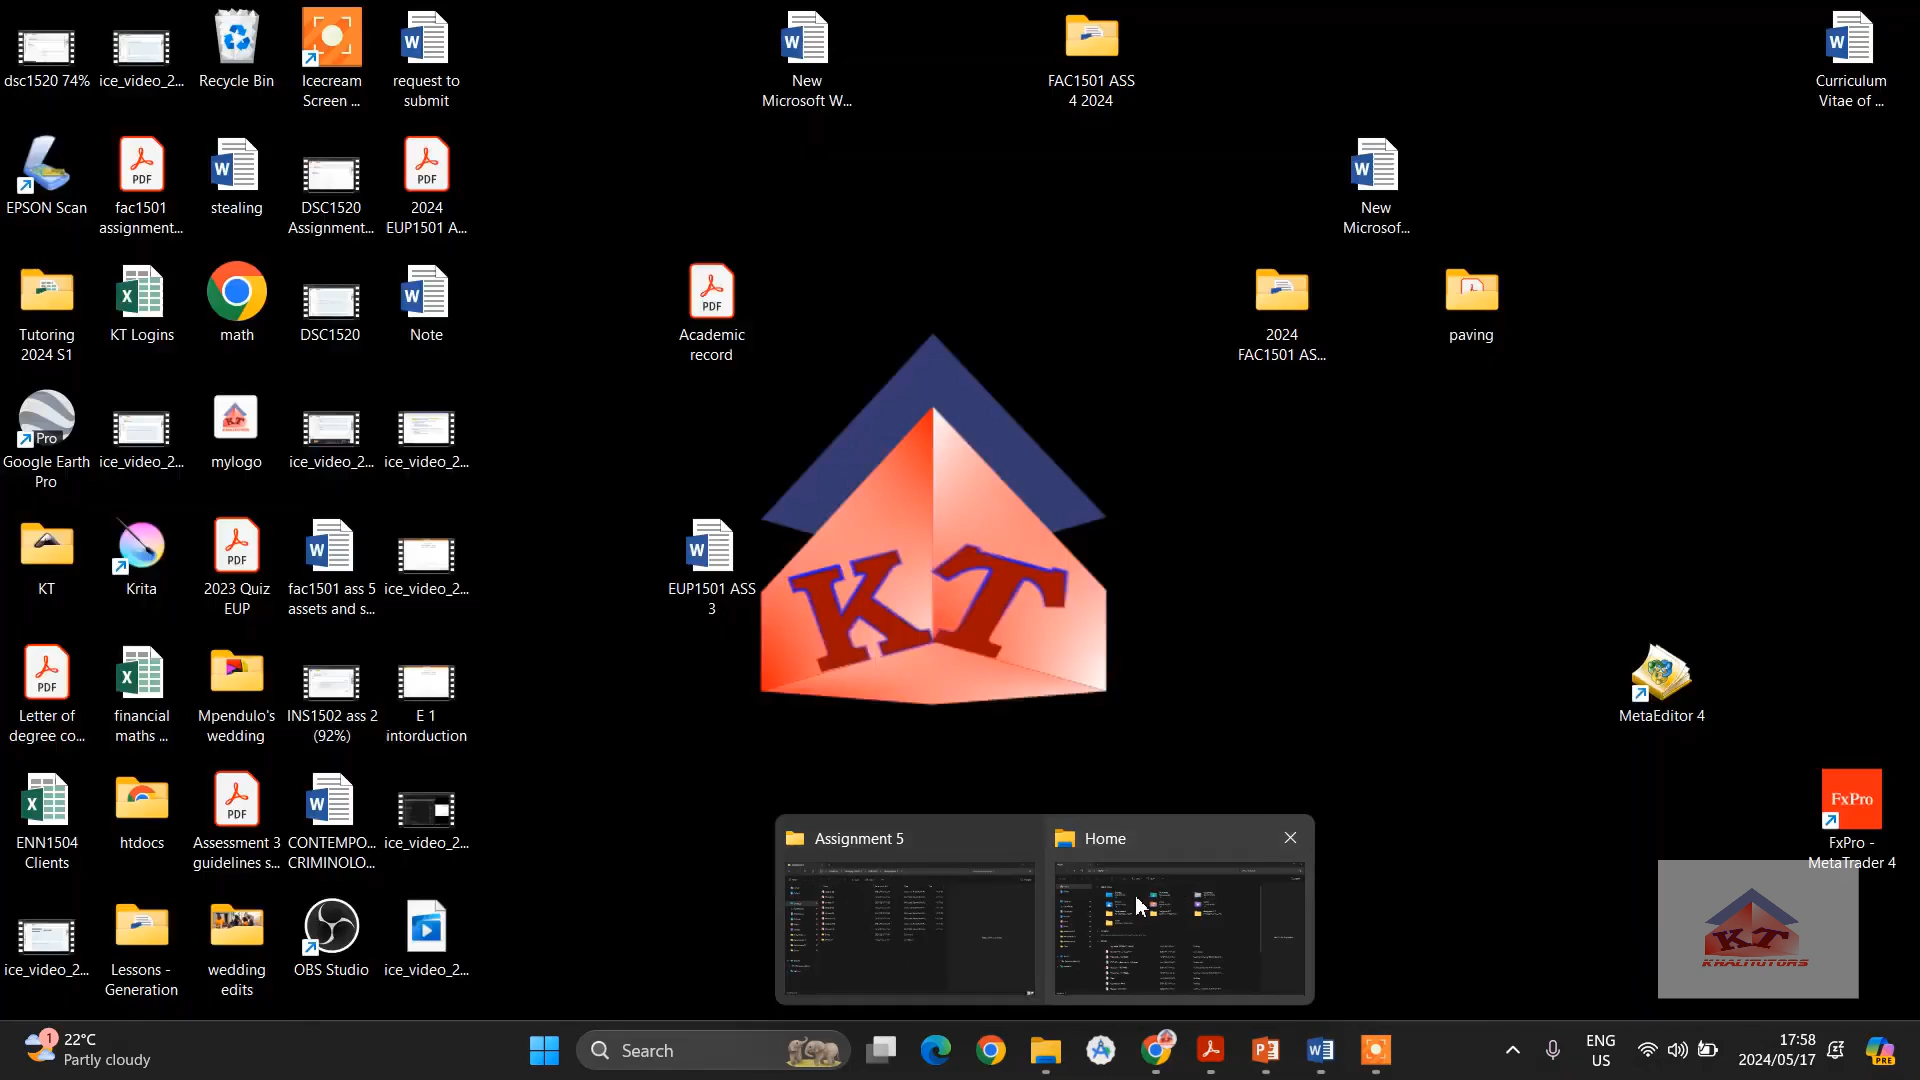 dsc1520 74%
ice_video_2...
Recycle Bin
Icecream
Screen ...
request to
submit
New
Microsoft W...
FAC1501 ASS
4 2024
Curriculum
Vitae of ...
EPSON Scan
fac1501
assignment...
stealing
DSC1520
Assignment...
2024
EUP1501 A...
New
Microsof...
Tutoring
2024 S1
KT Logins
math
DSC1520
Note
Academic
record
2024
FAC1501 AS...
paving
Google Earth
Pro
ice_video_2...
mylogo
ice_video_2...
ice_video_2...
KT
Krita
2023 Quiz
EUP
fac1501 ass 5
assets and s...
ice_video_2...
EUP1501 ASS
3
KT
Letter of
degree co...
financial
maths ...
Mpendulo's
wedding
INS1502 ass 2
(92%)
E 1
intorduction
MetaEditor 4
ENN1504
Clients
htdocs
Assessment 3
guidelines s...
CONTEMPO...
CRIMINOLO...
ice_video_2...
Assignment 5
Home
FxPro
FxPro -
MetaTrader 4
ice_video_2...
Lessons -
Generation
wedding
edits
OBS Studio
ice_video_2...
KT
KHALITUTORS
1
22°C
Partly cloudy
Search
ENG
US
17:58
2024/05/17
PRE